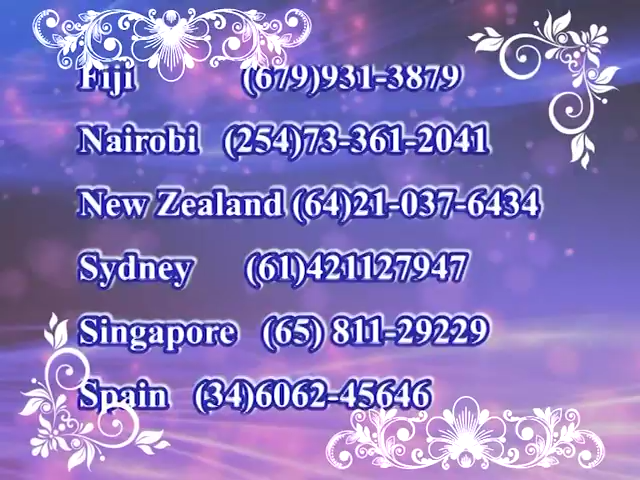 Fiji (679)931-3879
Nairobi (254)73-361-2041
New Zealand (64)21-037-6434
Sydney (61)421127947
Singapore (65) 811-29229
Spain (34)6062-45646